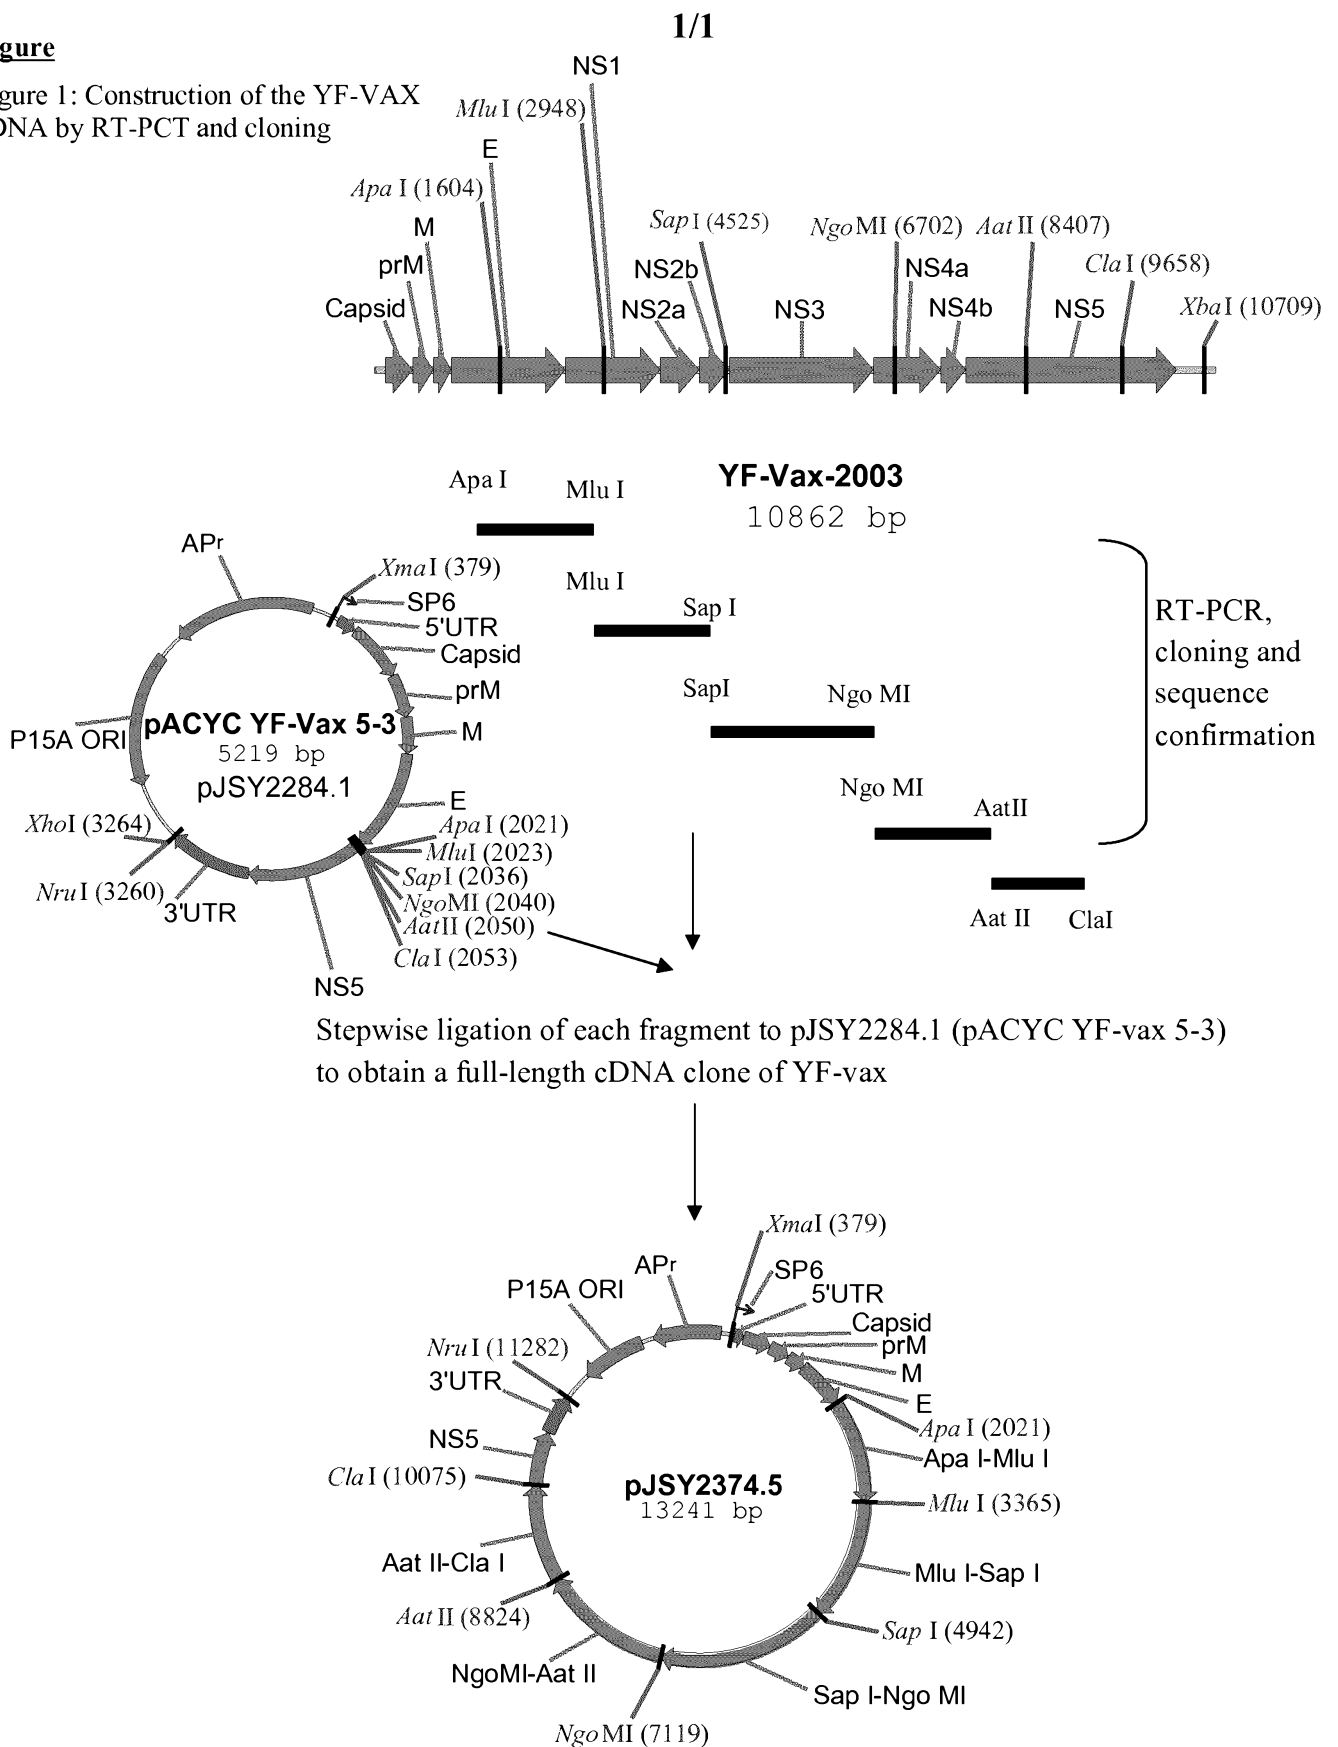 1/1
gure
gure 1: Construction of the YF-VAX
DNA by RT-PCT and cloning
NS1
Mlu I (2948)
E
Apa I (1604)
M
prM
Capsid
Sap I (4525)
NS2b
NS2a
NS3
NgoMI (6702)
Aat II (8407)
NS4a
NS4b
NS5
Cla I (9658)
Xba I (10709)
YF-Vax-2003
10862 bp
Apa I
Mlu I
Mlu I
Sap I
SapI
Ngo MI
Ngo MI
AatII
Aat II
ClaI
RT-PCR,
cloning and
sequence
confirmation
APr
XmaI (379)
SP6
5'UTR
Capsid
prM
M
P15A ORI
pACYC YF-Vax 5-3
5219 bp
pJSY2284.1
E
ApaI (2021)
MluI (2023)
SapI (2036)
NgoMI (2040)
AatII (2050)
ClaI (2053)
XhoI (3264)
NruI (3260)
3'UTR
NS5
Stepwise ligation of each fragment to pJSY2284.1 (pACYC YF-vax 5-3)
to obtain a full-length cDNA clone of YF-vax
XmaI (379)
APr
SP6
P15A ORI
5'UTR
Capsid
prM
M
E
Nru I (11282)
3'UTR
Apa I (2021)
NS5
Apa I-Mlu I
Cla I (10075)
pJSY2374.5
13241 bp
Mlu I (3365)
Aat II-Cla I
Mlu I-Sap I
Aat II (8824)
Sap I (4942)
NgoMI-Aat II
Sap I-Ngo MI
NgoMI (7119)